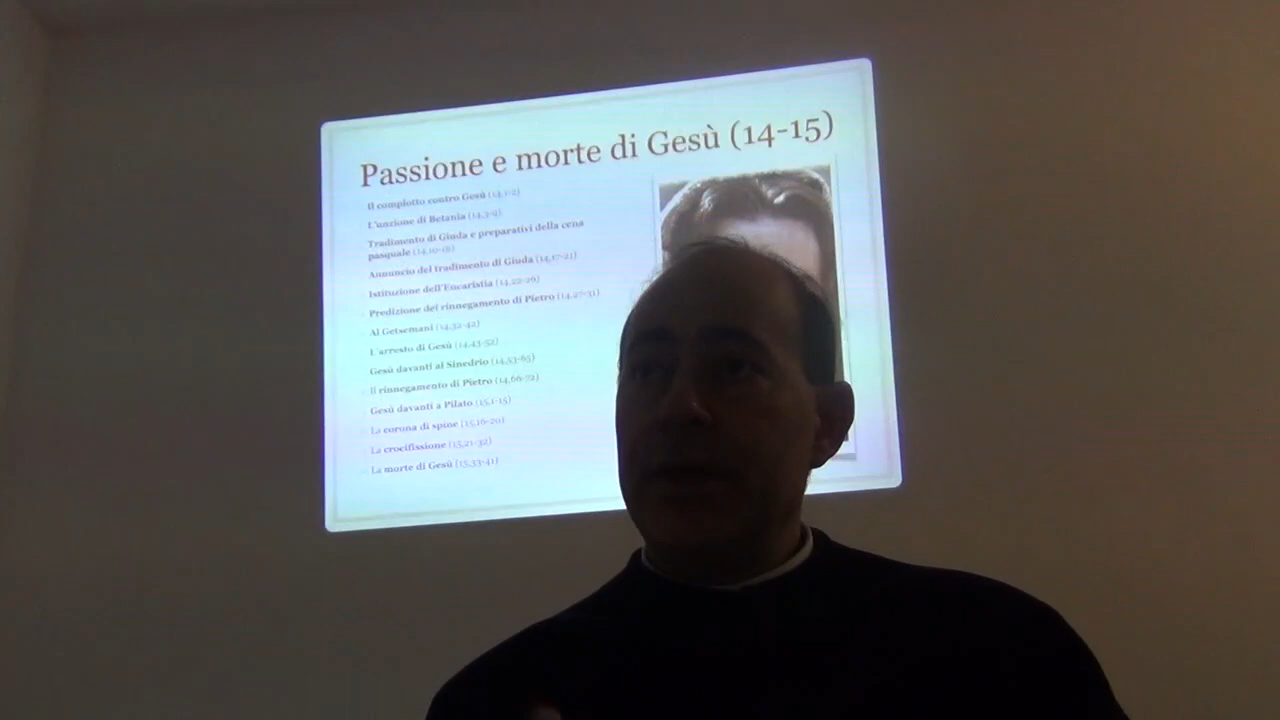 Passione e morte di Gesù (14-15)
Il complotto contro Gesù (14,1-2)
L'unzione di Betania (14,3-9)
Tradimento di Giuda e preparativi della cena
pasquale (14,10-16)
Annuncio del tradimento di Giuda (14,17-21)
Istituzione dell'Eucaristia (14,22-26)
Predizione del rinnegamento di Pietro (14,27-31)
Al Getsemani (14,32-42)
L'arresto di Gesù (14,43-52)
Gesù davanti al Sinedrio (14,53-65)
Il rinnegamento di Pietro (14,66-72)
Gesù davanti a Pilato (15,1-15)
La corona di spine (15,16-20)
La crocifissione (15,21-32)
La morte di Gesù (15,33-41)